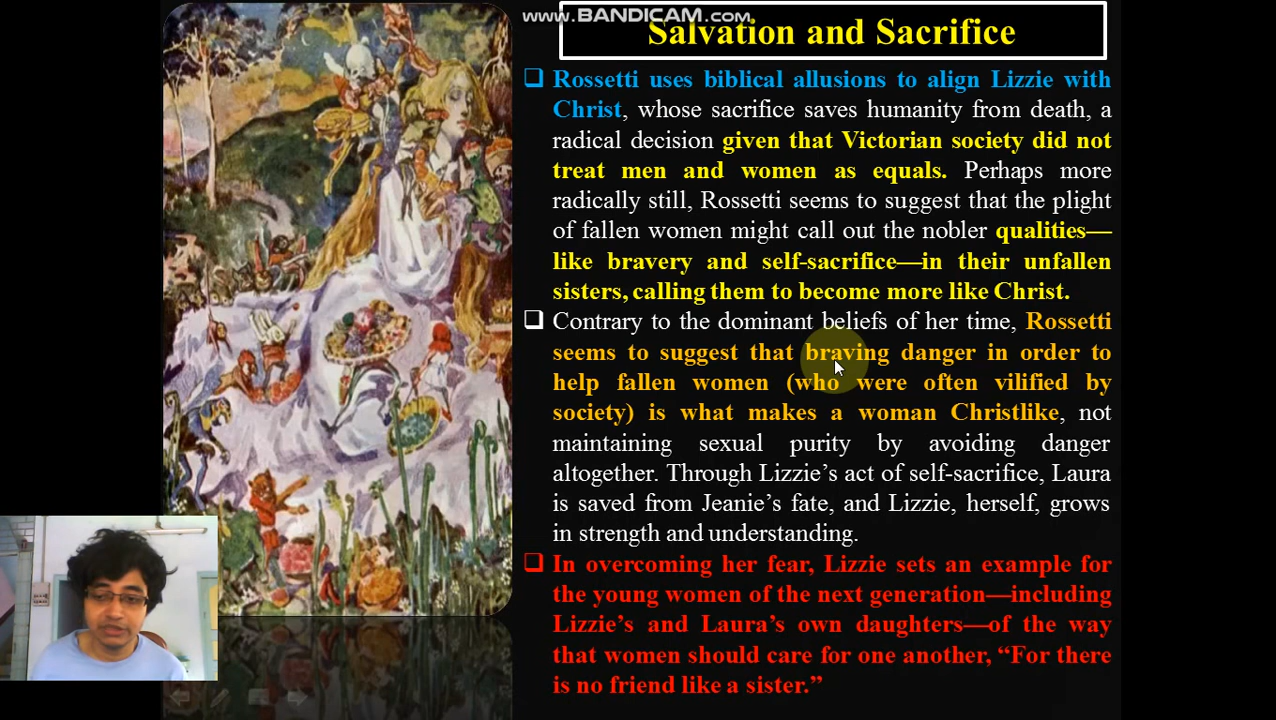 www.BANDICAM.com
Salvation and Sacrifice
Rossetti uses biblical allusions to align Lizzie with
Christ, whose sacrifice saves humanity from death, a
radical decision given that Victorian society did not
treat men and women as equals. Perhaps more
radically still, Rossetti seems to suggest that the plight
of fallen women might call out the nobler qualities—
like bravery and self-sacrifice—in their unfallen
sisters, calling them to become more like Christ.
Contrary to the dominant beliefs of her time, Rossetti
seems to suggest that braving danger in order to
help fallen women (who were often vilified by
society) is what makes a woman Christlike, not
maintaining sexual purity by avoiding danger
altogether. Through Lizzie’s act of self-sacrifice, Laura
is saved from Jeanie’s fate, and Lizzie, herself, grows
in strength and understanding.
In overcoming her fear, Lizzie sets an example for
the young women of the next generation—including
Lizzie’s and Laura’s own daughters—of the way
that women should care for one another, “For there
is no friend like a sister.”